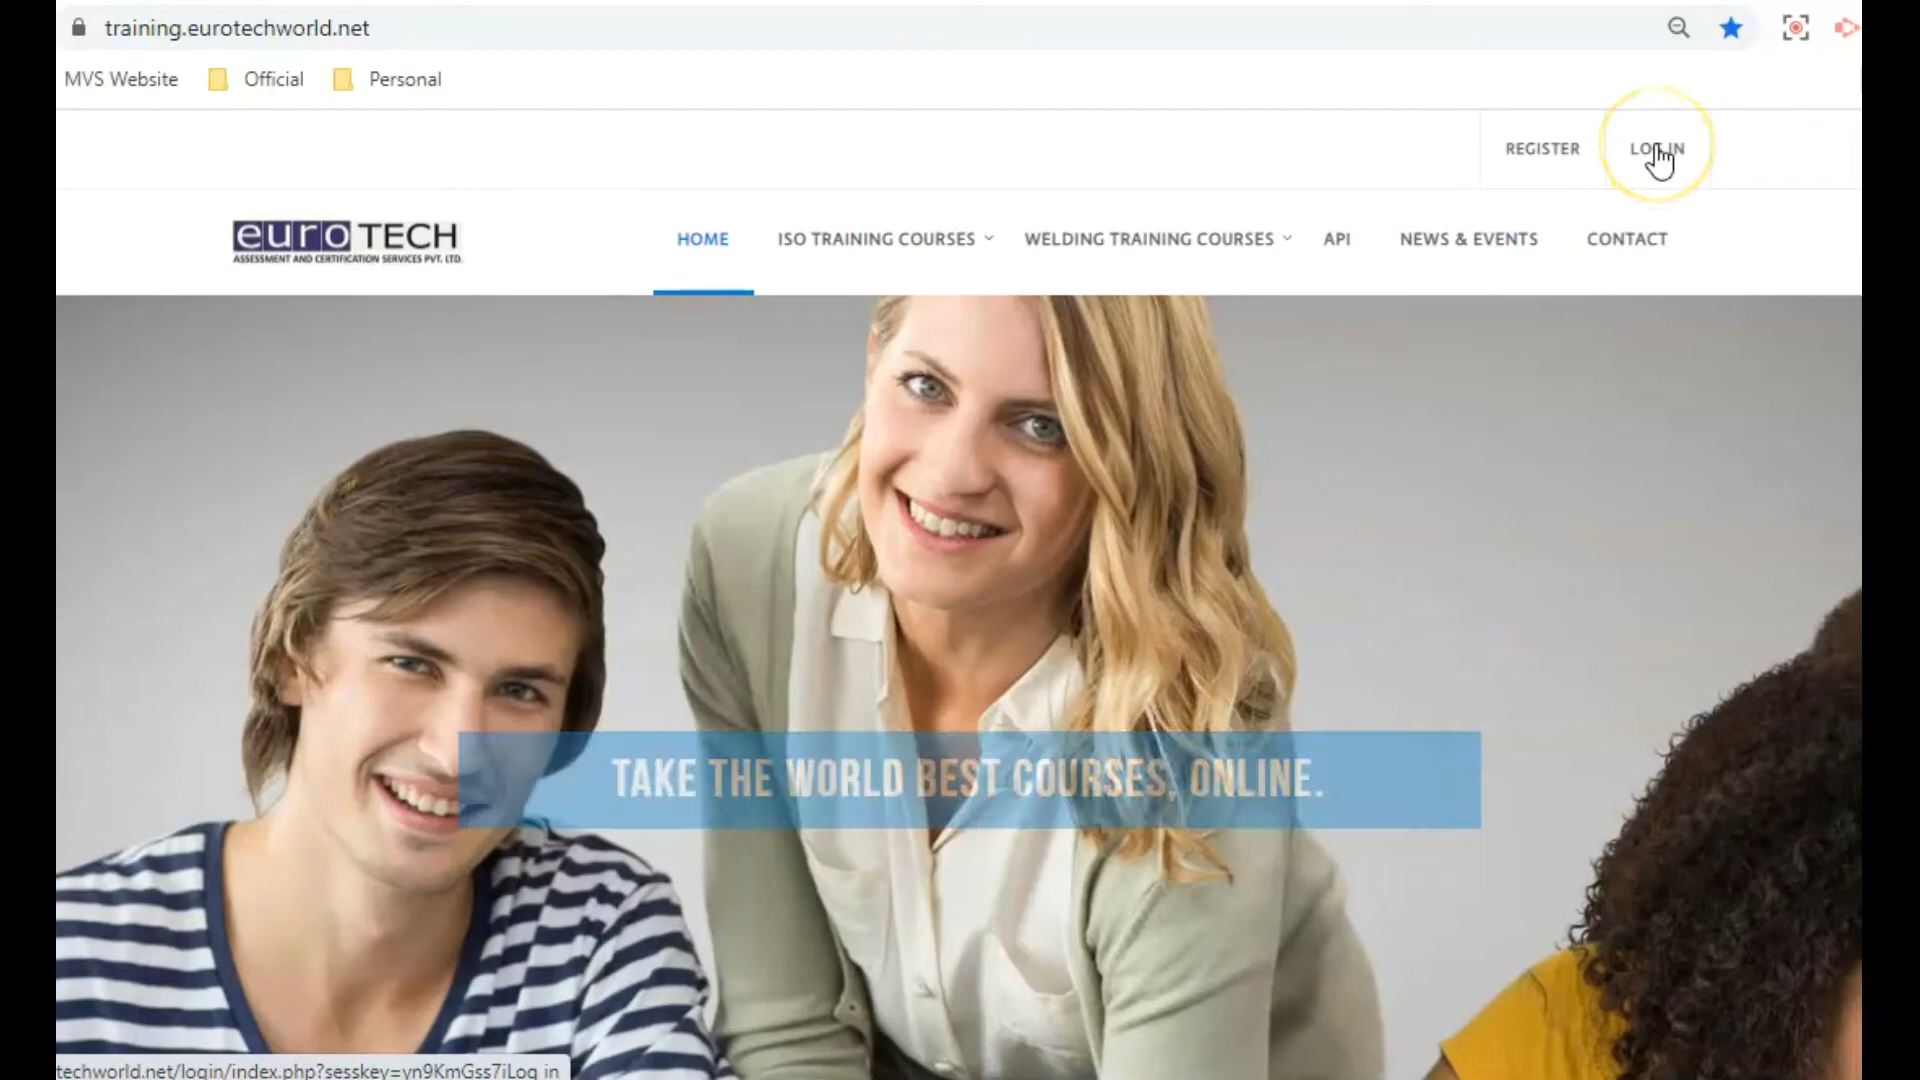 training.eurotechworld.net
MVS Website Official Personal
REGISTER LOG IN
euro TECH
ASSESSMENT AND CERTIFICATION SERVICES PVT. LTD.
HOME ISO TRAINING COURSES WELDING TRAINING COURSES API NEWS & EVENTS CONTACT
TAKE THE WORLD BEST COURSES, ONLINE.
techworld.net/login/index.php?sesskey=yn9KmGss7iLog in